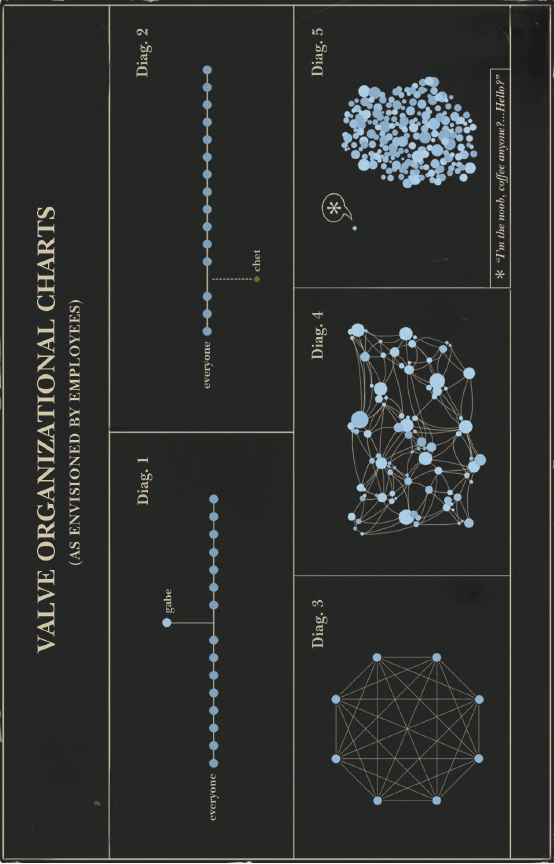 VALVE ORGANIZATIONAL CHARTS
(AS ENVISIONED BY EMPLOYEES)
Diag. 1
gabe
everyone
Diag. 2
everyone
chet
Diag. 3
Diag. 4
Diag. 5
*
* “I’m the noob, coffee anyone?...Hello?”